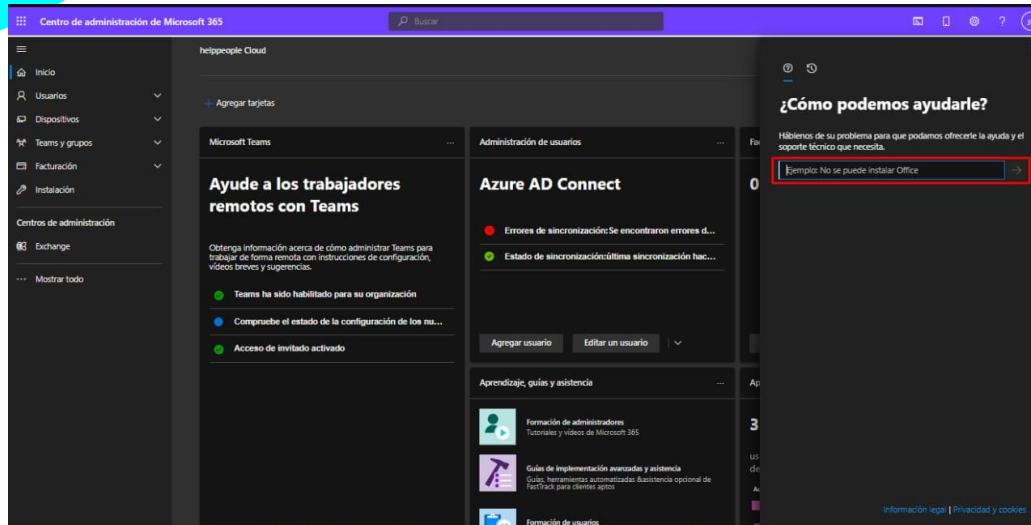 Centro de administración de Microsoft 365
Buscar
?
helppeople Cloud
Inicio
Usuarios
Dispositivos
Teams y grupos
Facturación
Instalación
Centros de administración
Exchange
Mostrar todo
Agregar tarjetas
Microsoft Teams
Ayude a los trabajadores
remotos con Teams
Obtenga información acerca de cómo administrar Teams para
trabajar de forma remota con instrucciones de configuración,
vídeos breves y sugerencias.
Teams ha sido habilitado para su organización
Compruebe el estado de la configuración de los nu...
Acceso de invitado activado
Administración de usuarios
Azure AD Connect
Errores de sincronización:Se encontraron errores d...
Estado de sincronización:última sincronización hac...
Agregar usuario
Editar un usuario
Aprendizaje, guías y asistencia
Formación de administradores
Tutoriales y vídeos de Microsoft 365
Guías de implementación avanzadas y asistencia
Guías, herramientas automatizadas &asistencia opcional de
FastTrack para clientes aptos
Formación de usuarios
Fa
0
Ap
3
us
de
¿Cómo podemos ayudarle?
Háblenos de su problema para que podamos ofrecerle la ayuda y el
soporte técnico que necesita.
Ejemplo: No se puede instalar Office
Información legal | Privacidad y cookies